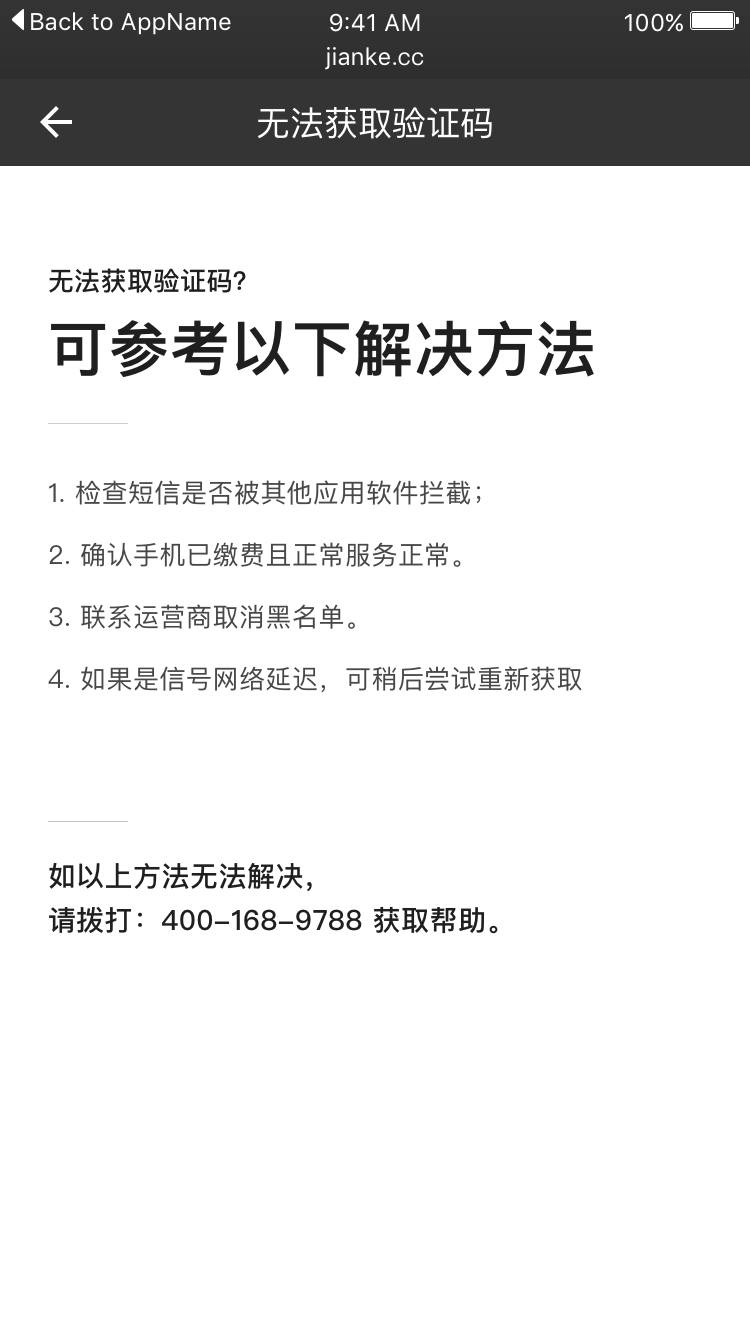 Back to AppName 9:41 AM 100%
jianke.cc
无法获取验证码
无法获取验证码?
可参考以下解决方法
1. 检查短信是否被其他应用软件拦截；
2. 确认手机已缴费且正常服务正常。
3. 联系运营商取消黑名单。
4. 如果是信号网络延迟，可稍后尝试重新获取
如以上方法无法解决，
请拨打：400–168–9788 获取帮助。